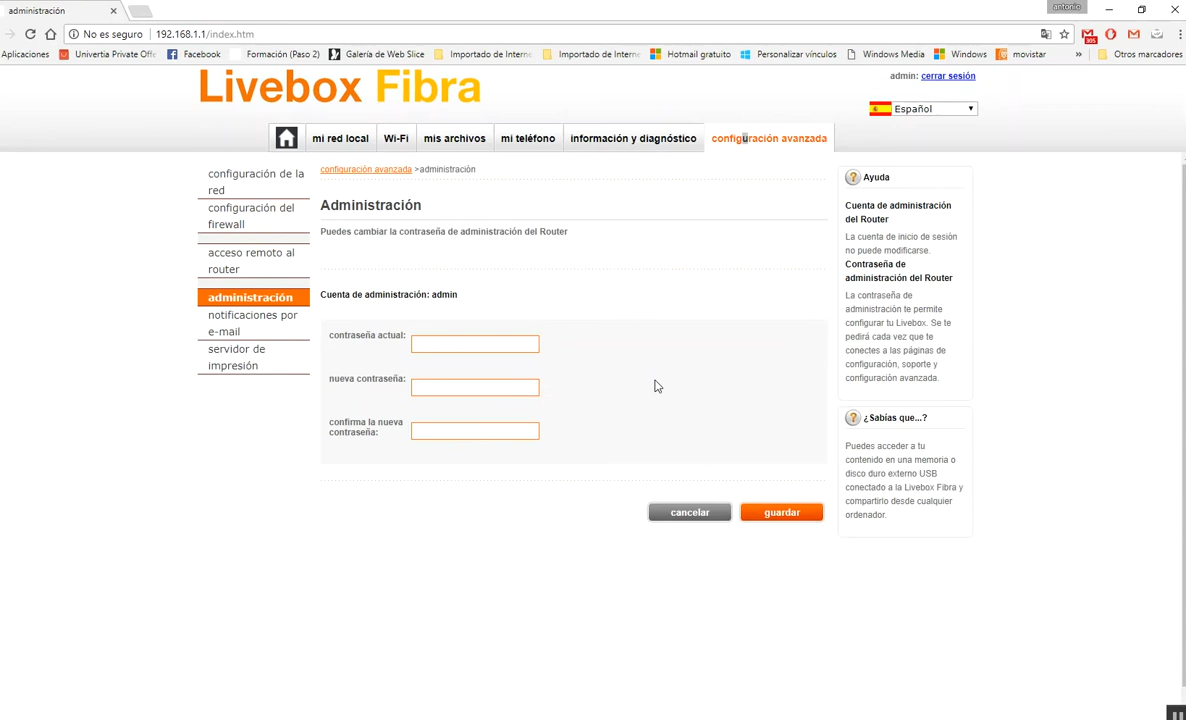 administración
antonio
No es seguro
192.168.1.1/index.htm
305
Aplicaciones
Univertia Private Offic
Facebook
Formación (Paso 2)
Galería de Web Slice
Importado de Intern
Importado de Intern
Hotmail gratuito
Personalizar vínculos
Windows Media
Windows
movistar
»
Otros marcadores
Livebox Fibra
admin: cerrar sesión
Español
mi red local
Wi-Fi
mis archivos
mi teléfono
información y diagnóstico
configuración avanzada
configuración de la
red
configuración del
firewall
acceso remoto al
router
administración
notificaciones por
e-mail
servidor de
impresión
configuración avanzada >administración
Administración
Puedes cambiar la contraseña de administración del Router
Cuenta de administración: admin
contraseña actual:
nueva contraseña:
confirma la nueva
contraseña:
cancelar
guardar
Ayuda
Cuenta de administración
del Router
La cuenta de inicio de sesión
no puede modificarse.
Contraseña de
administración del Router
La contraseña de
administración te permite
configurar tu Livebox. Se te
pedirá cada vez que te
conectes a las páginas de
configuración, soporte y
configuración avanzada.
¿Sabías que...?
Puedes acceder a tu
contenido en una memoria o
disco duro externo USB
conectado a la Livebox Fibra y
compartirlo desde cualquier
ordenador.